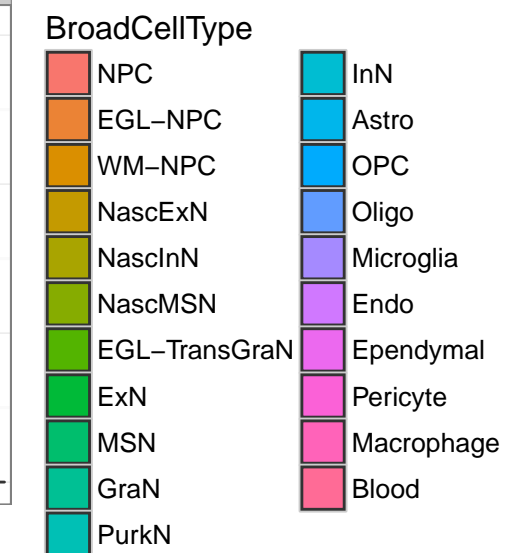 BroadCellType
NPC
EGL−NPC
WM−NPC
NascExN
NascInN
NascMSN
EGL−TransGraN
ExN
MSN
GraN
PurkN
InN
Astro
OPC
Oligo
Microglia
Endo
Ependymal
Pericyte
Macrophage
Blood